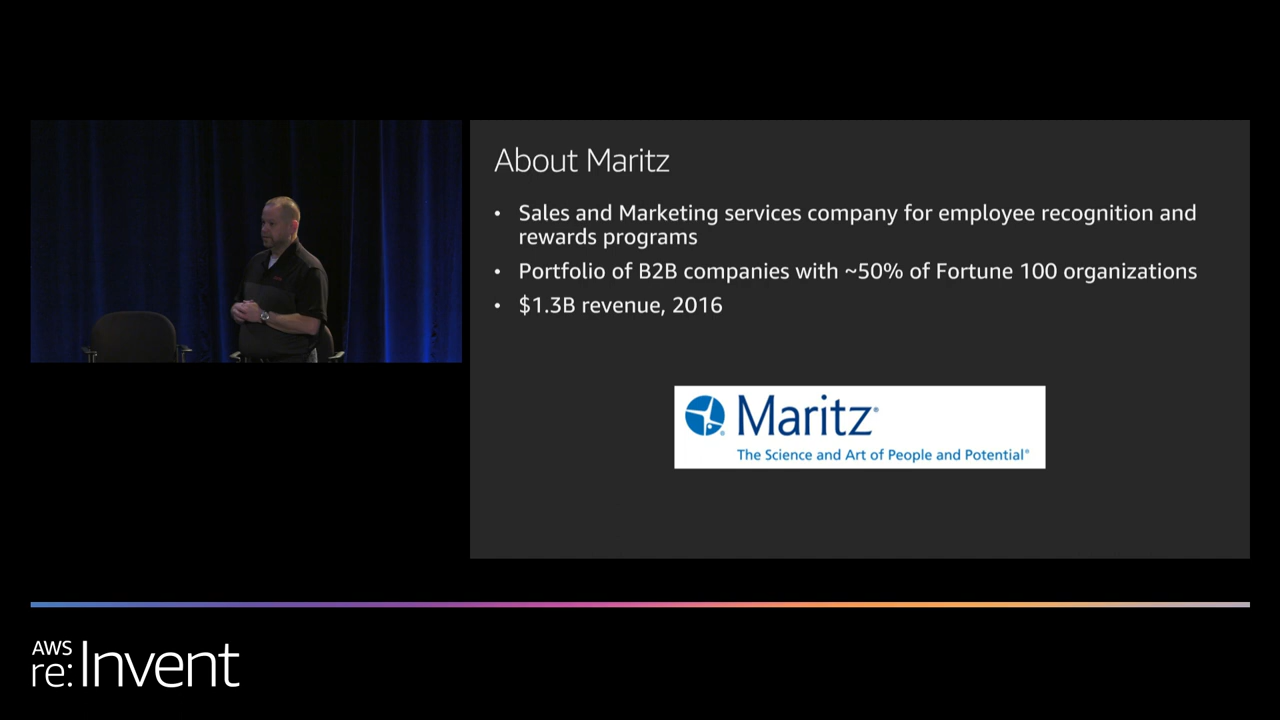 About Maritz
• Sales and Marketing services company for employee recognition and
rewards programs
• Portfolio of B2B companies with ~50% of Fortune 100 organizations
• $1.3B revenue, 2016
Maritz®
The Science and Art of People and Potential®
AWS
re:Invent